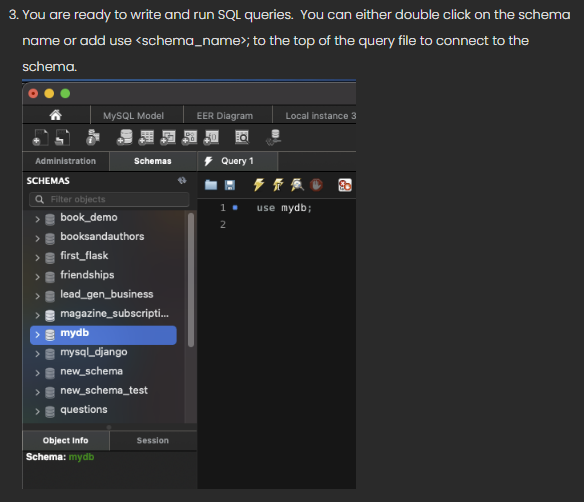 3. You are ready to write and run SQL queries. You can either double click on the schema
name or add use <schema_name>; to the top of the query file to connect to the
schema.
MySQL Model
EER Diagram
Local instance 3
Administration
Schemas
Query 1
SCHEMAS
Filter objects
1 use mydb;
2
book_demo
booksandauthors
first_flask
friendships
lead_gen_business
magazine_subscripti...
mydb
mysql_django
new_schema
new_schema_test
questions
Object Info
Session
Schema: mydb